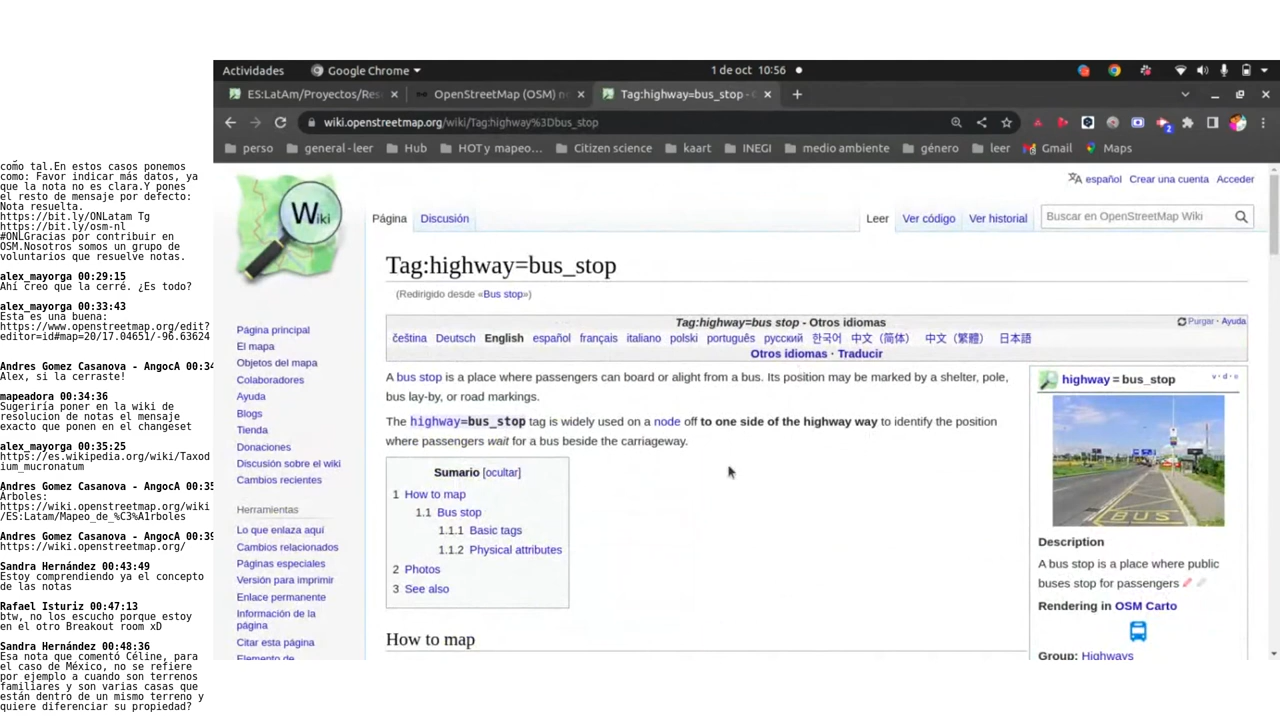 como tal.En estos casos ponemos
como: Favor indicar más datos, ya
que la nota no es clara.Y pones
el resto de mensaje por defecto:
Nota resuelta.
https://bit.ly/ONLatam Tg
https://bit.ly/osm-nl
#ONLGracias por contribuir en
OSM.Nosotros somos un grupo de
voluntarios que resuelve notas.
alex_mayorga 00:29:15
Ahí creo que la cerré. ¿Es todo?
alex_mayorga 00:33:43
Esta es una buena:
https://www.openstreetmap.org/edit?
editor=id#map=20/17.04651/-96.63624
Andres Gomez Casanova - AngocA 00:34
Alex, si la cerraste!
mapeadora 00:34:36
Sugeriría poner en la wiki de
resolucion de notas el mensaje
exacto que ponen en el changeset
alex_mayorga 00:35:25
https://es.wikipedia.org/wiki/Taxod
ium_mucronatum
Andres Gomez Casanova - AngocA 00:35
Árboles:
https://wiki.openstreetmap.org/wiki
/ES:Latam/Mapeo_de_%C3%A1rboles
Andres Gomez Casanova - AngocA 00:39
https://wiki.openstreetmap.org/
Sandra Hernández 00:43:49
Estoy comprendiendo ya el concepto
de las notas
Rafael Isturiz 00:47:13
btw, no los escucho porque estoy
en el otro Breakout room xD
Sandra Hernández 00:48:36
Esa nota que comentó Céline, para
el caso de México, no se refiere
por ejemplo a cuando son terrenos
familiares y son varias casas que
están dentro de un mismo terreno y
quiere diferenciar su propiedad?
Actividades Google Chrome 1 de oct 10:56
ES:LatAm/Proyectos/Res OpenStreetMap (OSM) n Tag:highway=bus_stop -
wiki.openstreetmap.org/wiki/Tag:highway%3Dbus_stop 2
perso general-leer Hub HOT y mapeo... Citizen science kaart INEGI medio ambiente género leer Gmail Maps
español Crear una cuenta Acceder
Wiki
Página Discusión Leer Ver código Ver historial Buscar en OpenStreetMap Wiki
Tag:highway=bus_stop
(Redirigido desde «Bus stop»)
Tag:highway=bus stop - Otros idiomas Purgar · Ayuda
čeština Deutsch English español français italiano polski português русский 한국어 中文（简体） 中文（繁體） 日本語
Otros idiomas · Traducir
A bus stop is a place where passengers can board or alight from a bus. Its position may be marked by a shelter, pole,
bus lay-by, or road markings.
The highway=bus_stop tag is widely used on a node off to one side of the highway way to identify the position
where passengers wait for a bus beside the carriageway.
Sumario [ocultar]
1 How to map
1.1 Bus stop
1.1.1 Basic tags
1.1.2 Physical attributes
2 Photos
3 See also
How to map
Página principal
El mapa
Objetos del mapa
Colaboradores
Ayuda
Blogs
Tienda
Donaciones
Discusión sobre el wiki
Cambios recientes
Herramientas
Lo que enlaza aquí
Cambios relacionados
Páginas especiales
Versión para imprimir
Enlace permanente
Información de la
página
Citar esta página
Elemento de
highway = bus_stop v · d · e
BUS
Description
A bus stop is a place where public
buses stop for passengers
Rendering in OSM Carto
Group: Highways